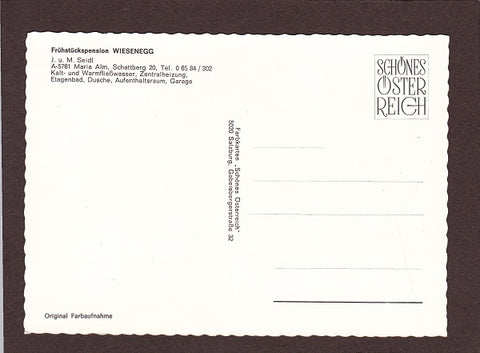 Frühstückspension WIESENEGG
J. u. M. Seidl
A-5761 Maria Alm, Schattberg 20, Tel. 0 65 84 / 302
Kalt- und Warmfließwasser, Zentralheizung,
Etagenbad, Dusche, Aufenthaltsraum, Garage
SCHÖNES
ÖSTER
REICH
Farbkartee „Schönes Österreich"
5020 Salzburg, Gabelsbergerstraße 32
Original Farbaufnahme